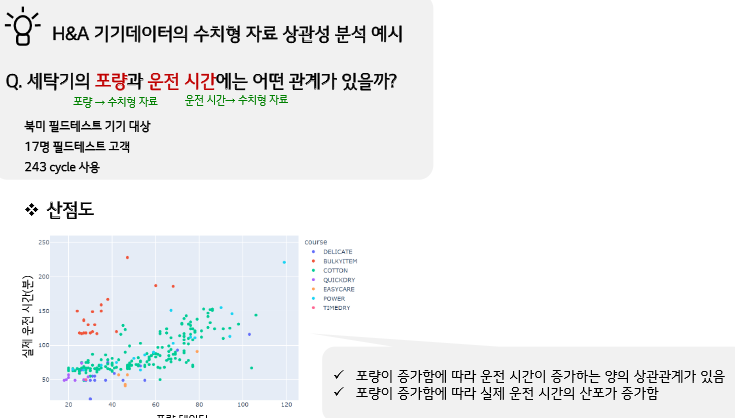 H&A 기기데이터의 수치형 자료 상관성 분석 예시
Q. 세탁기의 포량과 운전 시간에는 어떤 관계가 있을까?
포량 → 수치형 자료 운전 시간→ 수치형 자료
북미 필드테스트 기기 대상
17명 필드테스트 고객
243 cycle 사용
❖ 산점도
실제 운전 시간(분)
250
200
150
100
50
20 40 60 80 100 120
포량 데이터
course
DELICATE
BULKYITEM
COTTON
QUICKDRY
EASYCARE
POWER
TIMEDRY
✓ 포량이 증가함에 따라 운전 시간이 증가하는 양의 상관관계가 있음
✓ 포량이 증가함에 따라 실제 운전 시간의 산포가 증가함